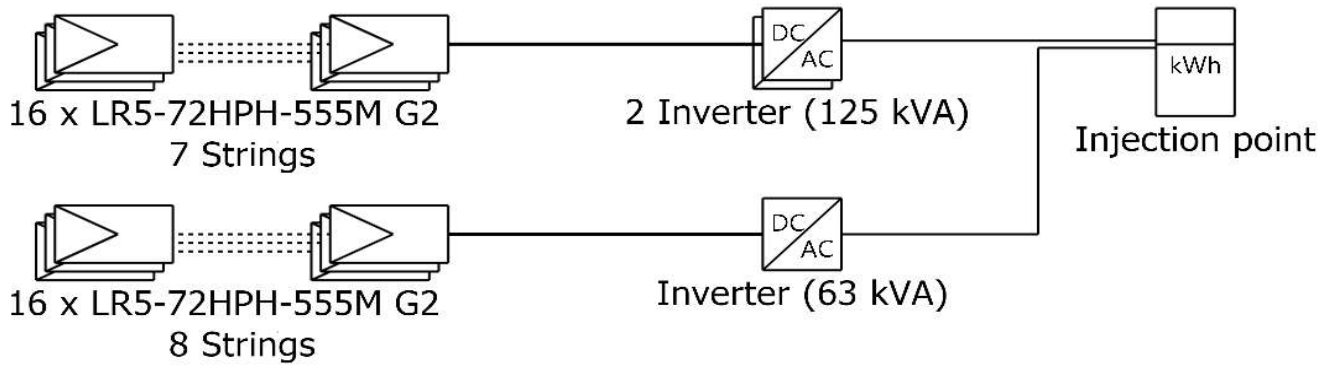 DC
AC
kWh
16 x LR5-72HPH-555M G2
7 Strings
2 Inverter (125 kVA)
Injection point
DC
AC
16 x LR5-72HPH-555M G2
8 Strings
Inverter (63 kVA)